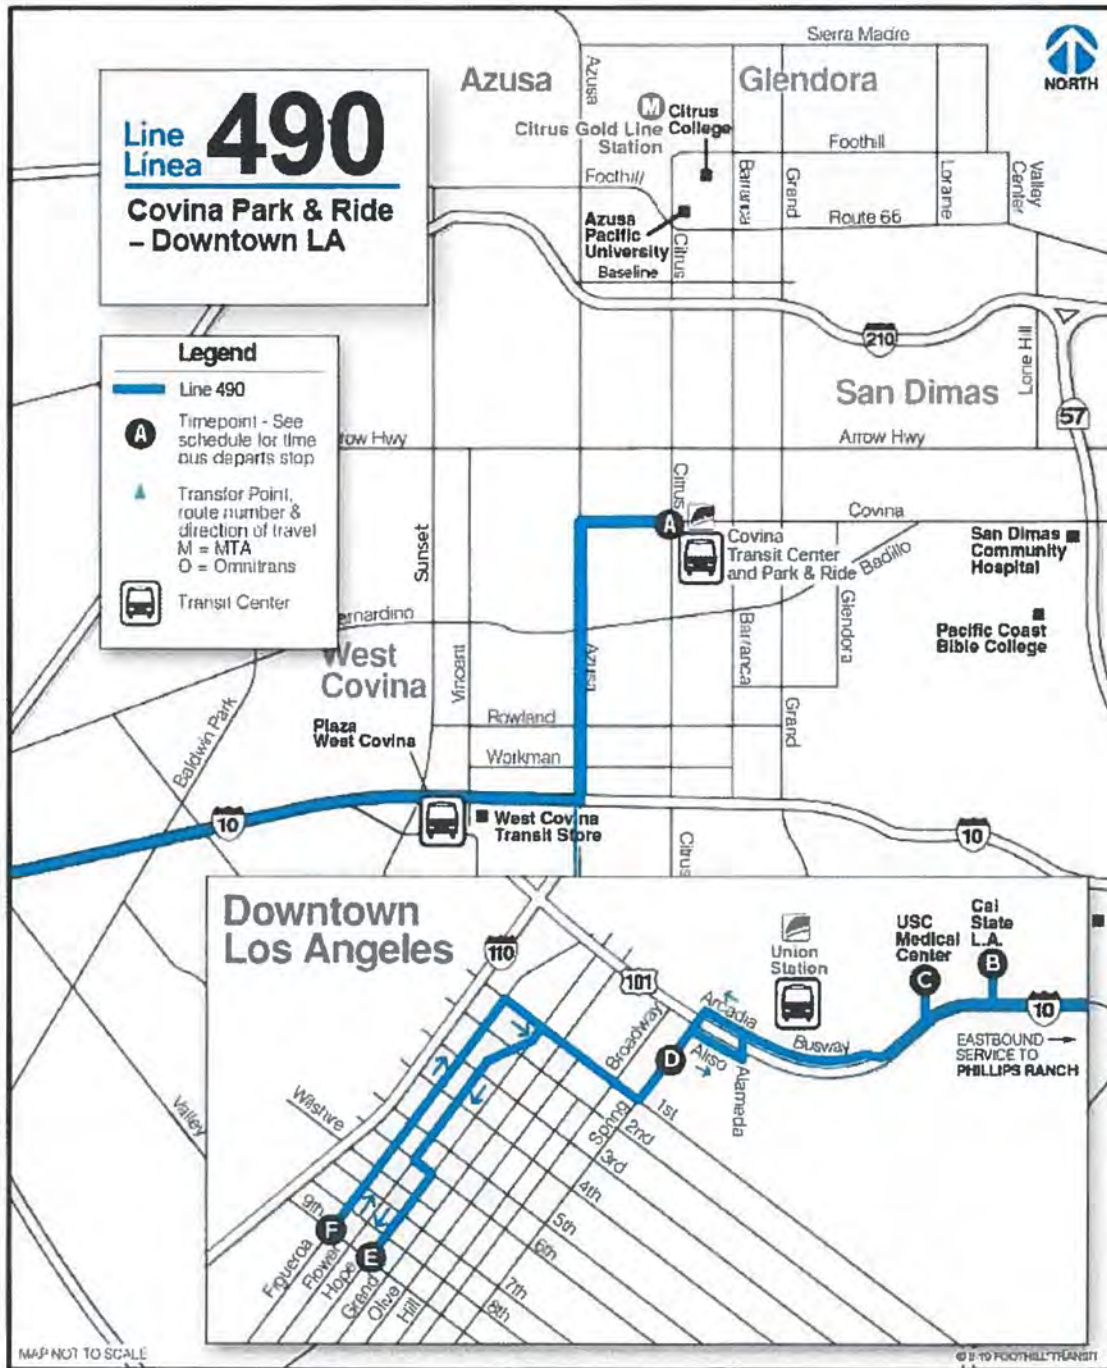 Sierra Madre
NORTH
Azusa
Azusa
Glendora
Line
Línea
490
Covina Park & Ride
– Downtown LA
M
Citrus
College
Citrus Gold Line
Station
Foothill
Foothill
Barranca
Grand
Lorane
Valley
Center
Azusa
Pacific
University
Route 66
Citrus
Baseline
210
Lone Hill
San Dimas
57
Legend
Line 490
A
Timepoint - See
schedule for time
bus departs stop
Transfer Point,
route number &
direction of travel
M = MTA
O = Omnitrans
Transit Center
row Hwy
Arrow Hwy
Citrus
A
Covina
Covina
Transit Center
and Park & Ride
Badillo
San Dimas
Community
Hospital
Sunset
ernardino
Glendora
Pacific Coast
Bible College
West
Covina
Vincent
Azusa
Barranca
Grand
Baldwin Park
Plaza
West Covina
Rowland
Workman
10
West Covina
Transit Store
Citrus
10
Downtown
Los Angeles
110
101
Union
Station
USC
Medical
Center
Cal
State
L.A.
C
B
10
Arcadia
Busway
Broadway
D
Aliso
Alameda
EASTBOUND
SERVICE TO
PHILLIPS RANCH
Valley
Wilshire
Spring
1st
2nd
3rd
4th
5th
6th
7th
8th
9th
F
E
Figueroa
Flower
Hope
Grand
Olive
Hill
MAP NOT TO SCALE
FOOTHILL TRANSIT